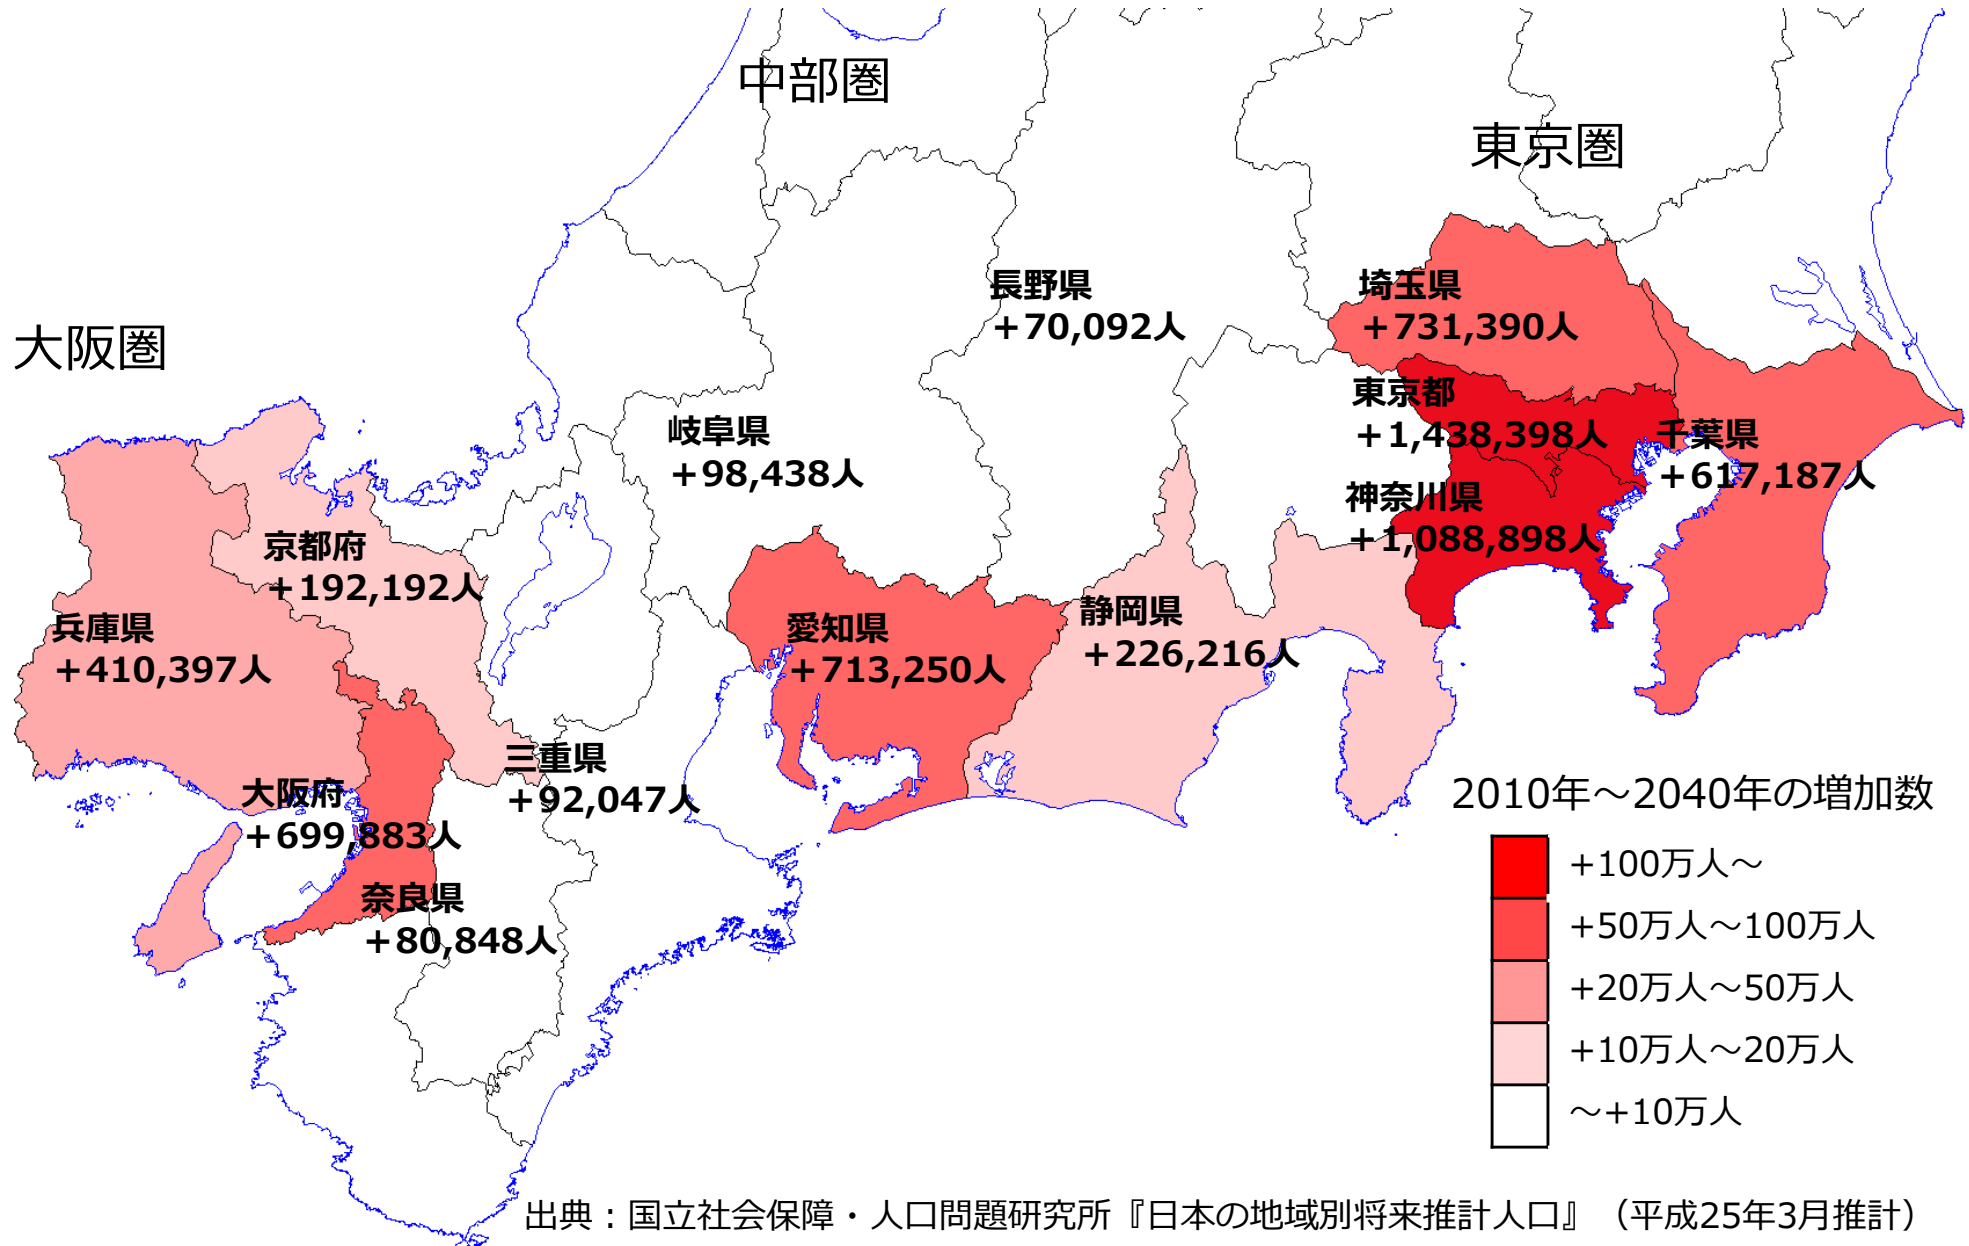 中部圏
東京圏
大阪圏
長野県
+70,092人
埼玉県
+731,390人
東京都
+1,438,398人
千葉県
+617,187人
岐阜県
+98,438人
神奈川県
+1,088,898人
京都府
+192,192人
兵庫県
+410,397人
愛知県
+713,250人
静岡県
+226,216人
三重県
+92,047人
大阪府
+699,883人
奈良県
+80,848人
2010年～2040年の増加数
+100万人～
+50万人～100万人
+20万人～50万人
+10万人～20万人
～+10万人
出典：国立社会保障・人口問題研究所『日本の地域別将来推計人口』（平成25年3月推計）